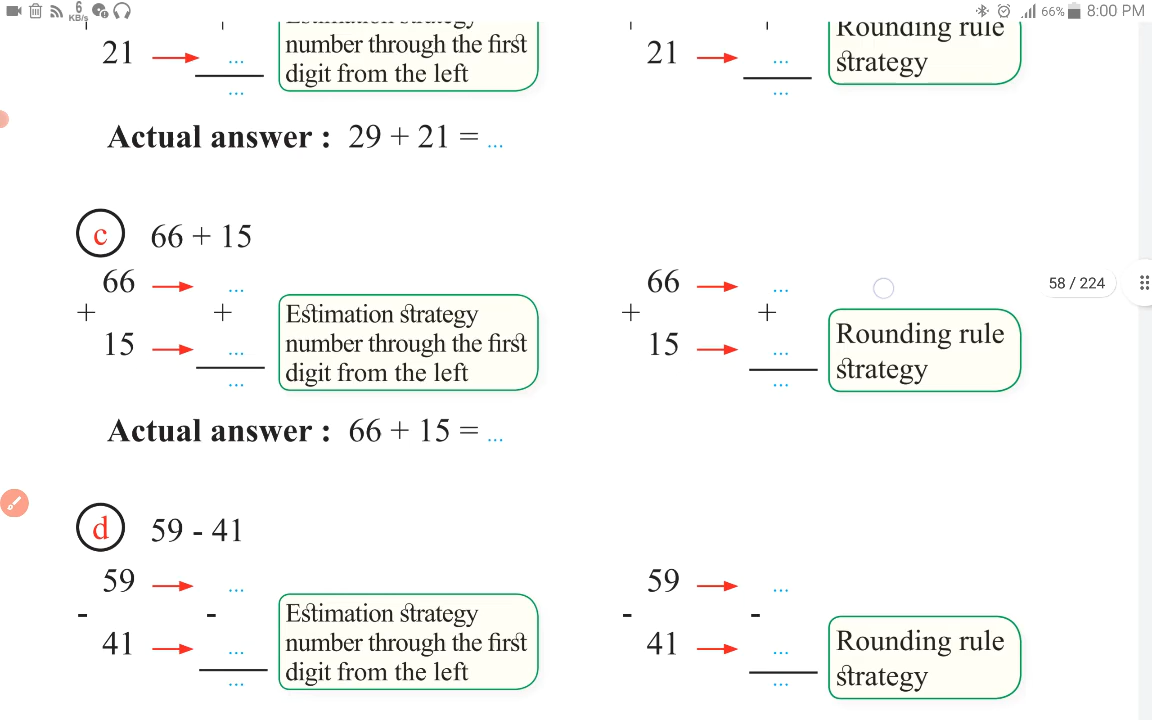 6 KB/s 66% 8:00 PM
number through the first
digit from the left
21 ...
...
Rounding rule
strategy
21 ...
...
Actual answer : 29 + 21 = ...
c 66 + 15
66 ...
+ +
15 ...
...
Estimation strategy
number through the first
digit from the left
66 ...
+ +
15 ...
...
Rounding rule
strategy
58 / 224
Actual answer : 66 + 15 = ...
d 59 - 41
59 ...
- -
41 ...
...
Estimation strategy
number through the first
digit from the left
59 ...
- -
41 ...
...
Rounding rule
strategy